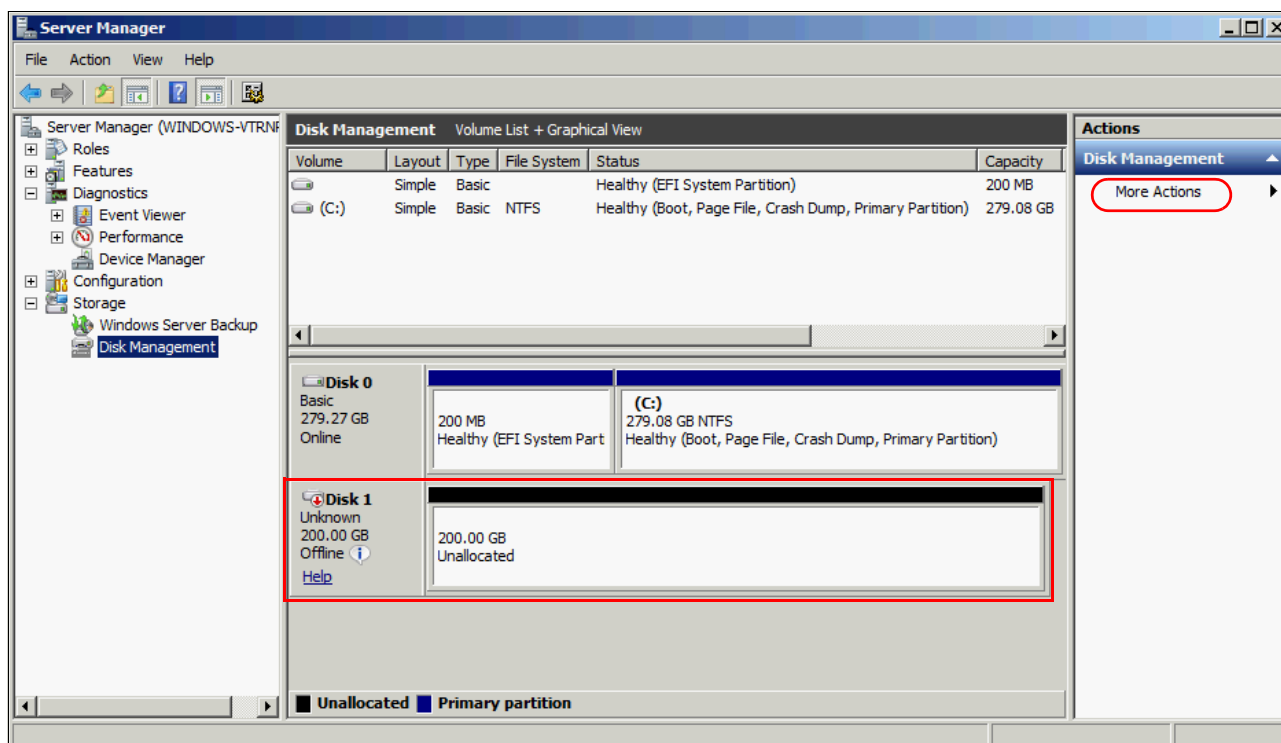 Server Manager
File Action View Help
Server Manager (WINDOWS-VTRNF
Roles
Features
Diagnostics
Event Viewer
Performance
Device Manager
Configuration
Storage
Windows Server Backup
Disk Management
Disk Management Volume List + Graphical View
Volume Layout Type File System Status Capacity
Simple Basic Healthy (EFI System Partition) 200 MB
(C:) Simple Basic NTFS Healthy (Boot, Page File, Crash Dump, Primary Partition) 279.08 GB
Disk 0
Basic
279.27 GB
Online
200 MB
Healthy (EFI System Part
(C:)
279.08 GB NTFS
Healthy (Boot, Page File, Crash Dump, Primary Partition)
Disk 1
Unknown
200.00 GB
Offline
Help
200.00 GB
Unallocated
Unallocated Primary partition
Actions
Disk Management
More Actions